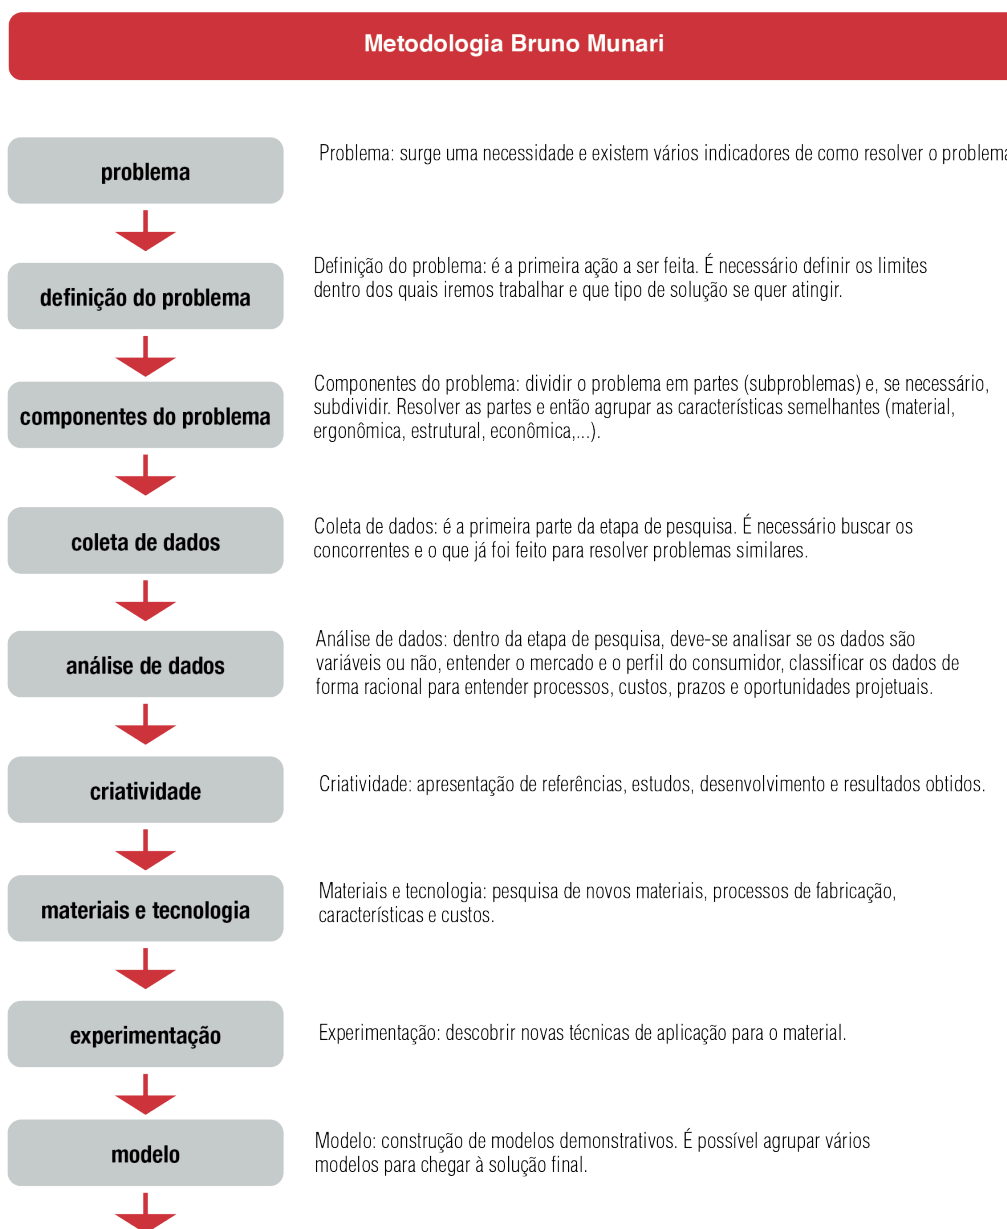 Metodologia Bruno Munari
problema
Problema: surge uma necessidade e existem vários indicadores de como resolver o problema
definição do problema
Definição do problema: é a primeira ação a ser feita. É necessário definir os limites
dentro dos quais iremos trabalhar e que tipo de solução se quer atingir.
componentes do problema
Componentes do problema: dividir o problema em partes (subproblemas) e, se necessário,
subdividir. Resolver as partes e então agrupar as características semelhantes (material,
ergonômica, estrutural, econômica,...).
coleta de dados
Coleta de dados: é a primeira parte da etapa de pesquisa. É necessário buscar os
concorrentes e o que já foi feito para resolver problemas similares.
análise de dados
Análise de dados: dentro da etapa de pesquisa, deve-se analisar se os dados são
variáveis ou não, entender o mercado e o perfil do consumidor, classificar os dados de
forma racional para entender processos, custos, prazos e oportunidades projetuais.
criatividade
Criatividade: apresentação de referências, estudos, desenvolvimento e resultados obtidos.
materiais e tecnologia
Materiais e tecnologia: pesquisa de novos materiais, processos de fabricação,
características e custos.
experimentação
Experimentação: descobrir novas técnicas de aplicação para o material.
modelo
Modelo: construção de modelos demonstrativos. É possível agrupar vários
modelos para chegar à solução final.